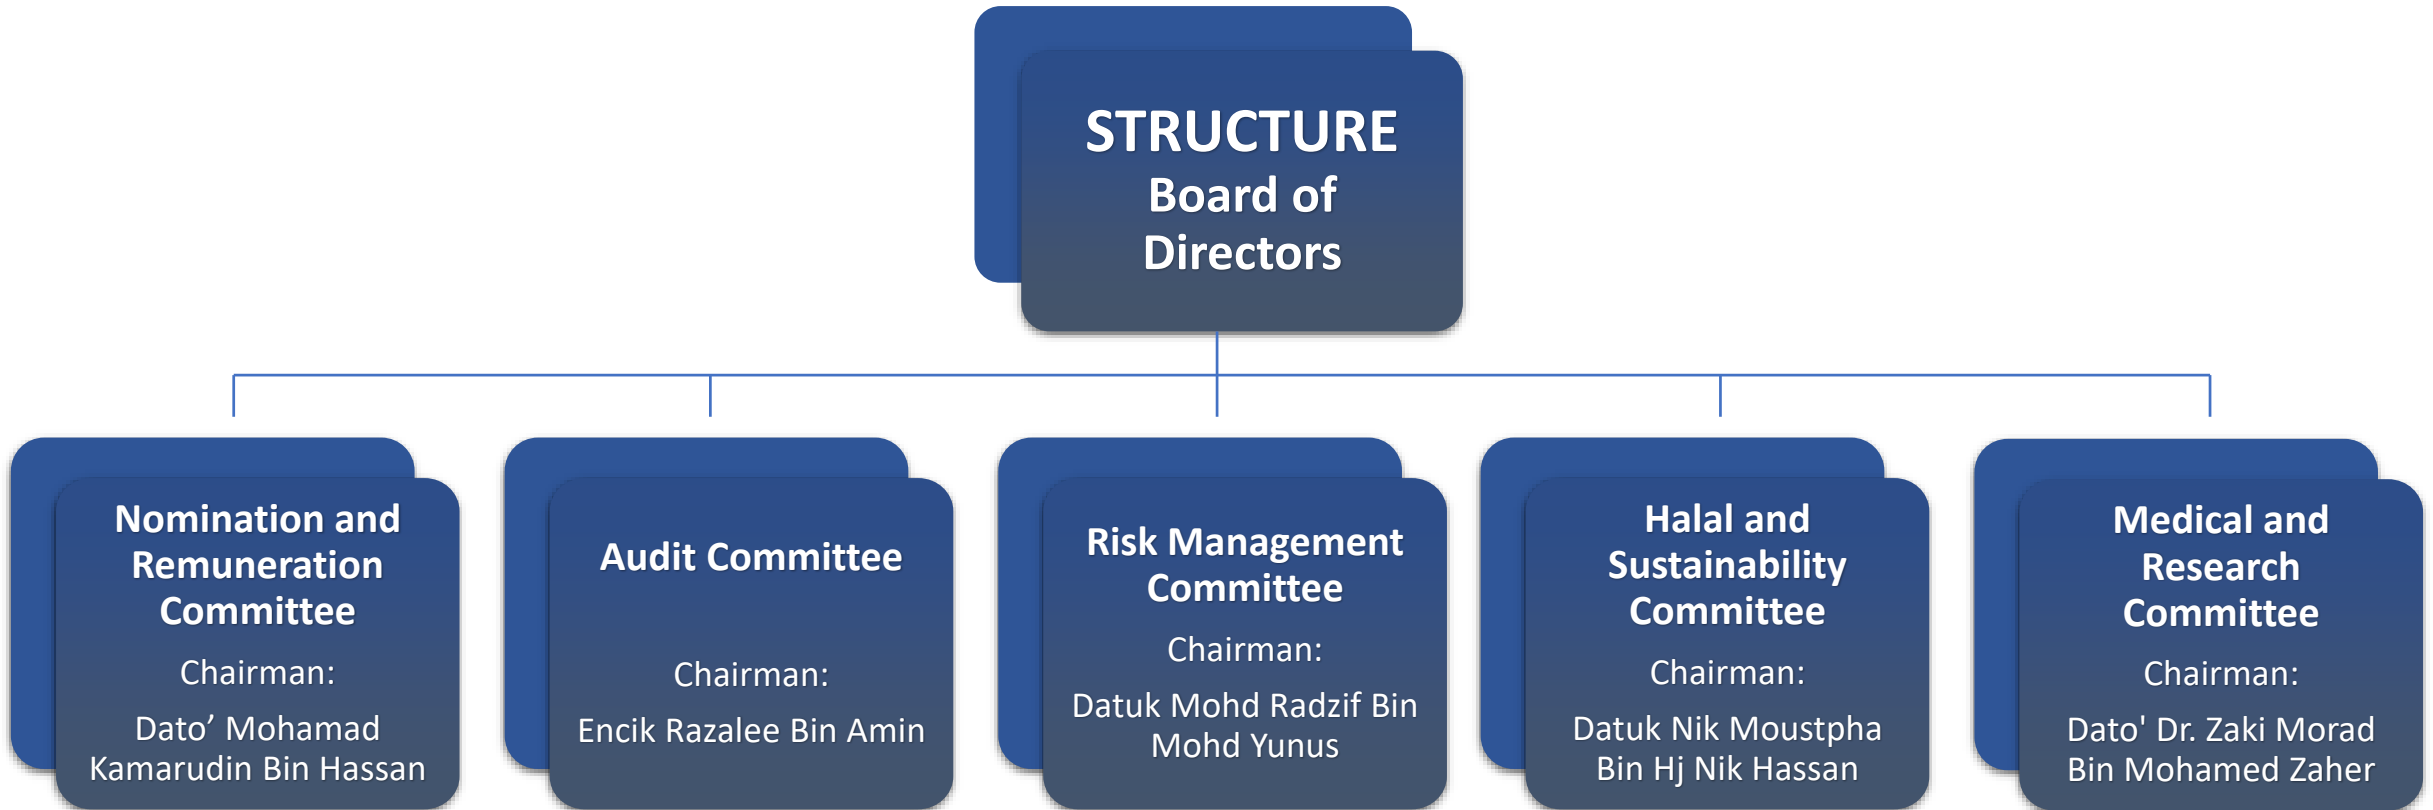 STRUCTURE
Board of
Directors
Nomination and
Remuneration
Committee
Chairman:
Dato’ Mohamad
Kamarudin Bin Hassan
Audit Committee
Chairman:
Encik Razalee Bin Amin
Risk Management
Committee
Chairman:
Datuk Mohd Radzif Bin
Mohd Yunus
Halal and
Sustainability
Committee
Chairman:
Datuk Nik Moustpha
Bin Hj Nik Hassan
Medical and
Research
Committee
Chairman:
Dato' Dr. Zaki Morad
Bin Mohamed Zaher